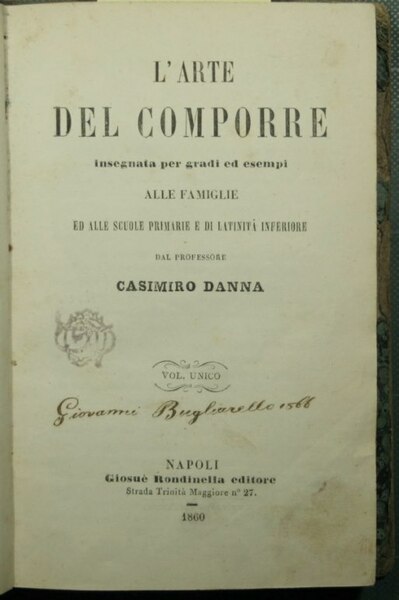 L'ARTE
DEL COMPORRE
insegnata per gradi ed esempi
ALLE FAMIGLIE
ED ALLE SCUOLE PRIMARIE E DI LATINITÀ INFERIORE
DAL PROFESSORE
CASIMIRO DANNA
VOL. UNICO
Giovanni Bugliarello
NAPOLI
Giosuè Rondinella editore
Strada Trinità Maggiore n° 27.
1860